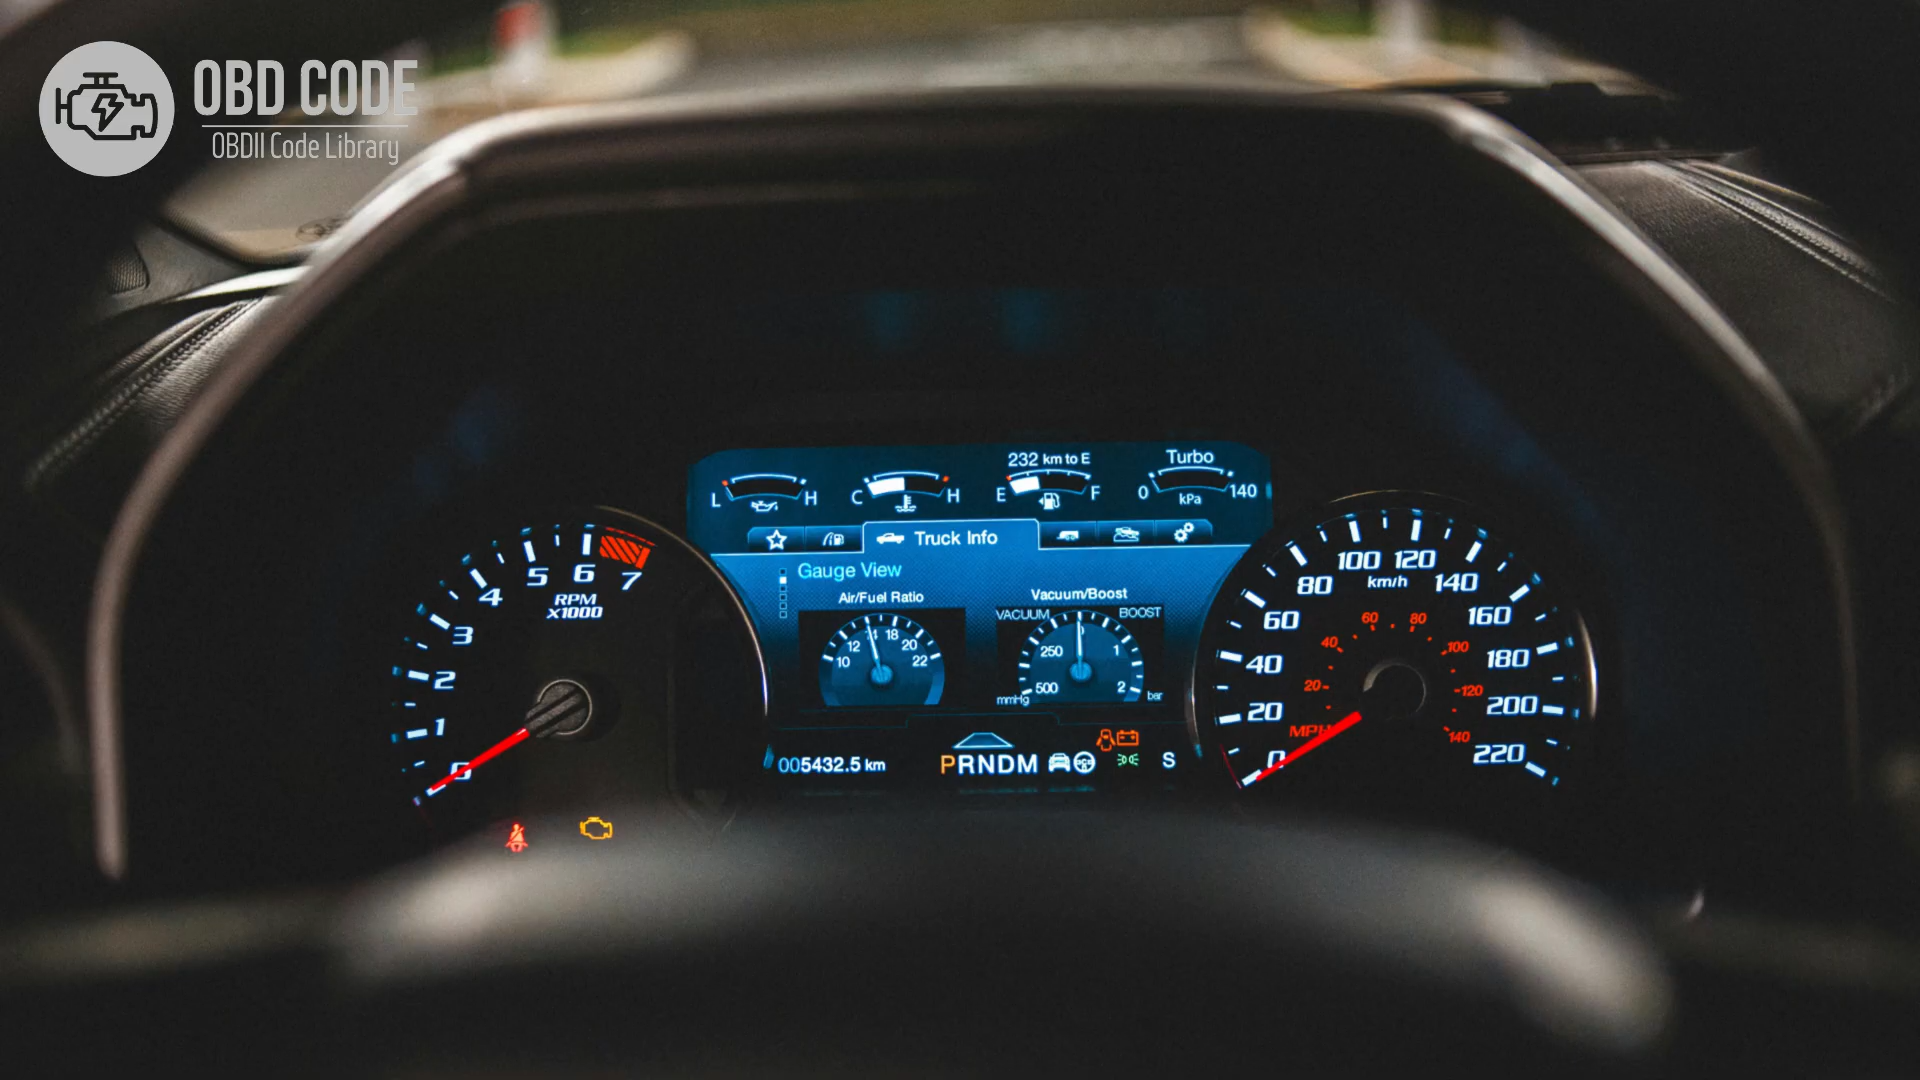 OBD CODE
OBDII Code Library
232 km to E
Turbo
L H
C H
E F
0 140
kPa
Truck Info
Gauge View
Air/Fuel Ratio
10 12 14 18 20 22
Vacuum/Boost
VACUUM BOOST
500 250 0 1 2
mmHg bar
005432.5 km
PRNDM
S
0 1 2 3 4 5 6 7
RPM
X1000
0 20 40 60 80 100 120 140 160 180 200 220
km/h
20 40 60 80 100 120 140
MPH